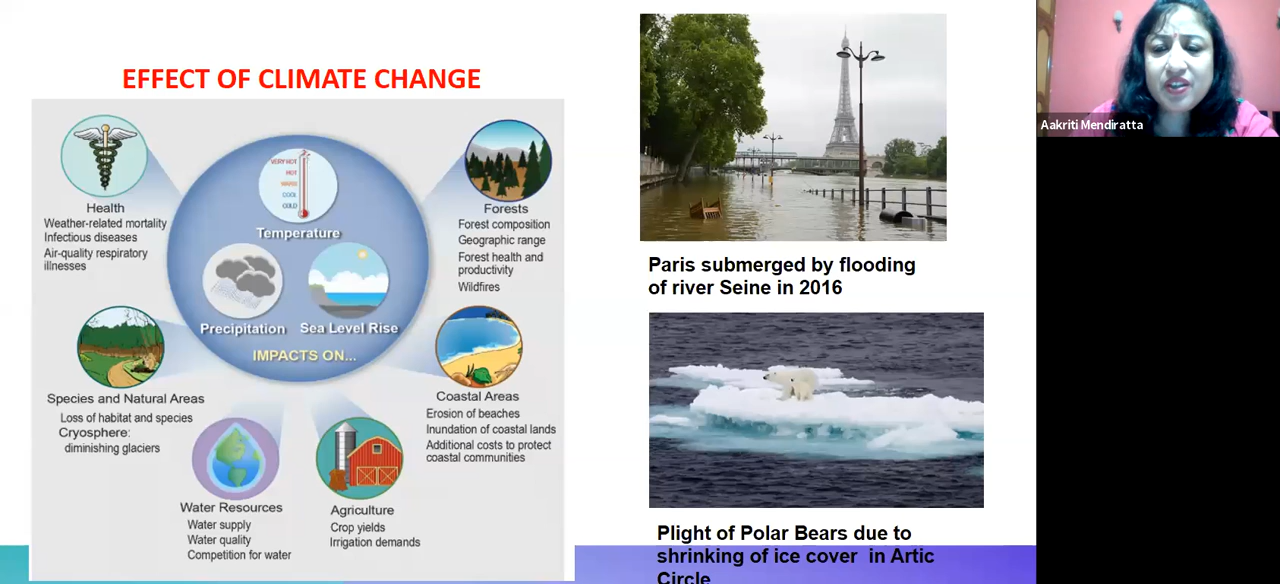 EFFECT OF CLIMATE CHANGE
VERY HOT
HOT
WARM
COOL
COLD
Temperature
Precipitation
Sea Level Rise
IMPACTS ON...
Health
Weather-related mortality
Infectious diseases
Air-quality respiratory
illnesses
Forests
Forest composition
Geographic range
Forest health and
productivity
Wildfires
Species and Natural Areas
Loss of habitat and species
Cryosphere:
diminishing glaciers
Coastal Areas
Erosion of beaches
Inundation of coastal lands
Additional costs to protect
coastal communities
Water Resources
Water supply
Water quality
Competition for water
Agriculture
Crop yields
Irrigation demands
Paris submerged by flooding
of river Seine in 2016
Plight of Polar Bears due to
shrinking of ice cover in Artic
Circle
Aakriti Mendiratta